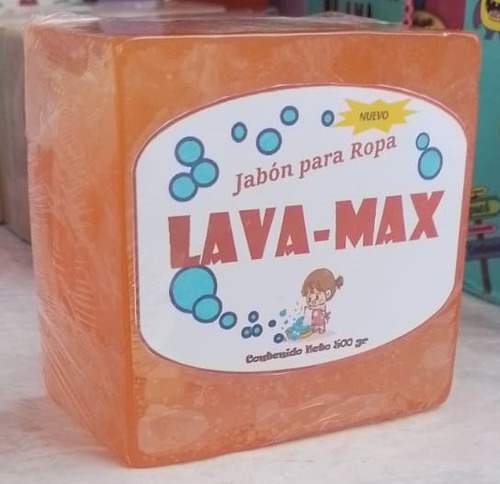 NUEVO
Jabón para Ropa
LAVA-MAX
Contenido Neto 500 gr